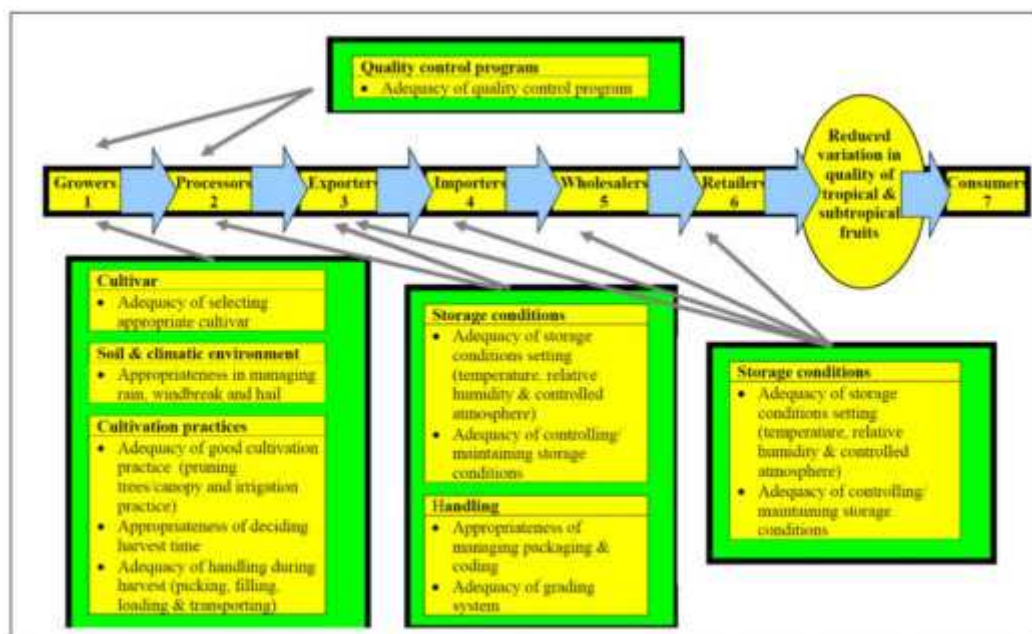 Quality control program
• Adequacy of quality control program
Growers
1
Processors
2
Exporters
3
Importers
4
Wholesalers
5
Retailers
6
Reduced
variation in
quality of
tropical &
subtropical
fruits
Consumers
7
Cultivar
• Adequacy of selecting
appropriate cultivar
Soil & climatic environment
• Appropriateness in managing
rain, windbreak and hail
Cultivation practices
• Adequacy of good cultivation
practice (pruning
trees/canopy and irrigation
practice)
• Appropriateness of deciding
harvest time
• Adequacy of handling during
harvest (picking, filling,
loading & transporting)
Storage conditions
• Adequacy of storage
conditions setting
(temperature, relative
humidity & controlled
atmosphere)
• Adequacy of controlling/
maintaining storage
conditions
Handling
• Appropriateness of
managing packaging &
coding
• Adequacy of grading
system
Storage conditions
• Adequacy of storage
conditions setting
(temperature, relative
humidity & controlled
atmosphere)
• Adequacy of controlling/
maintaining storage
conditions